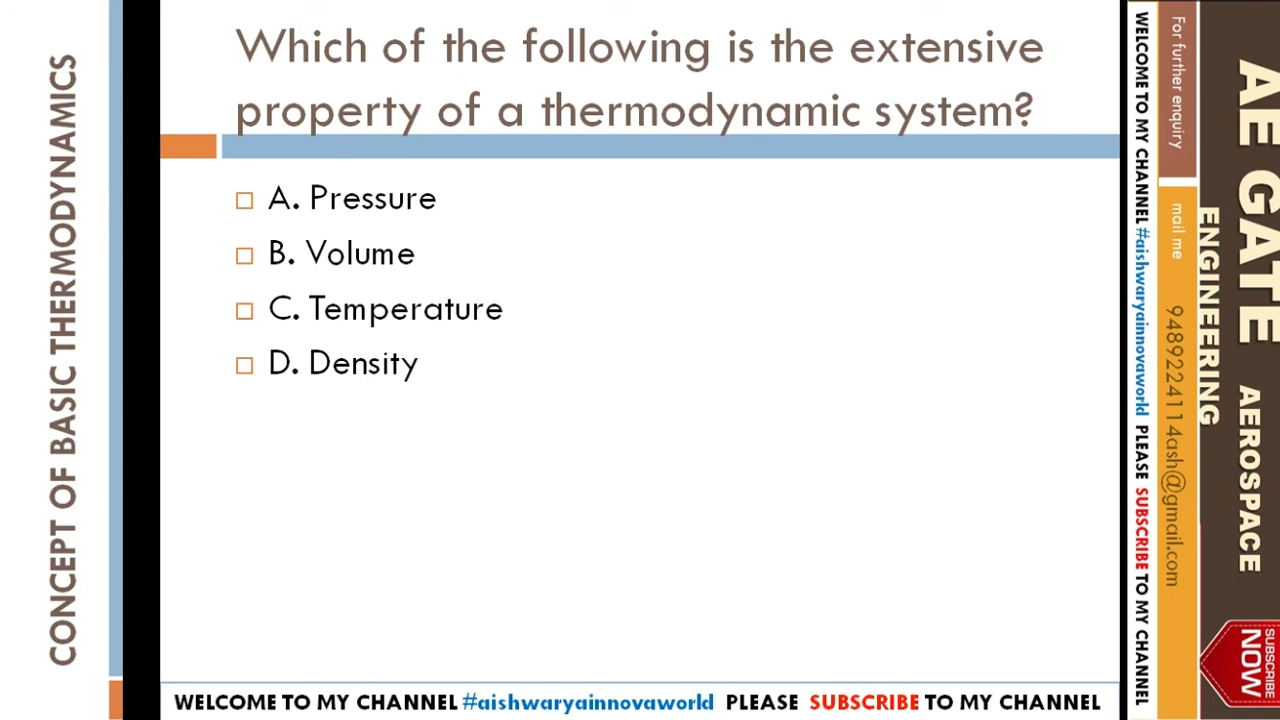 CONCEPT OF BASIC THERMODYNAMICS
Which of the following is the extensive
property of a thermodynamic system?
A. Pressure
B. Volume
C. Temperature
D. Density
WELCOME TO MY CHANNEL #aishwaryainnovaworld PLEASE SUBSCRIBE TO MY CHANNEL
WELCOME TO MY CHANNEL #aishwaryainnovaworld PLEASE SUBSCRIBE TO MY CHANNEL
For further enquiry
mail me
9489224114ash@gmail.com
AE GATE AEROSPACE
ENGINEERING
SUBSCRIBE
NOW